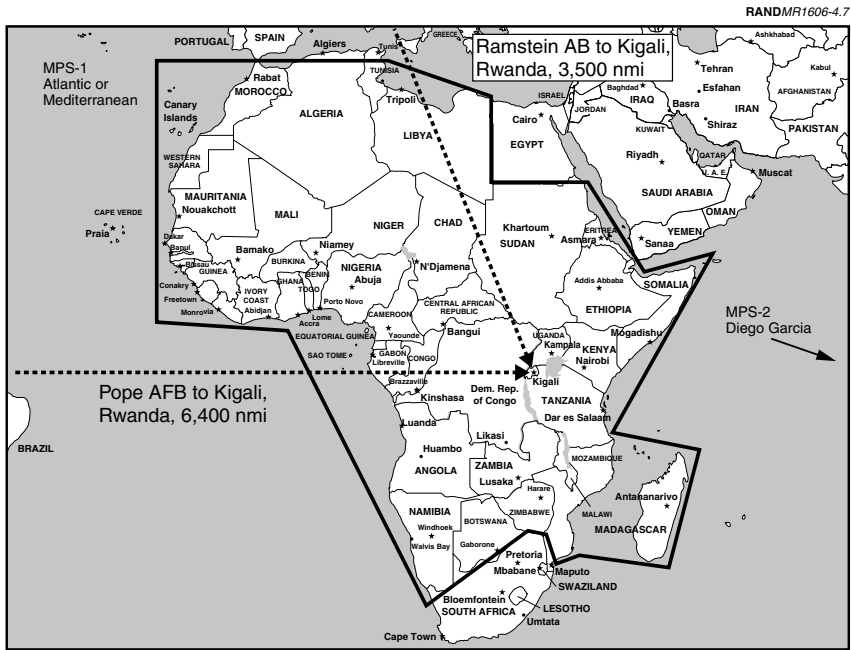 RANDMR1606-4.7
PORTUGAL
SPAIN
Algiers
Tunis
GREECE
Ramstein AB to Kigali,
Rwanda, 3,500 nmi
Ashkhabad
MPS-1
Atlantic or
Mediterranean
Rabat
MOROCCO
TUNISIA
Tripoli
ISRAEL
JORDAN
Baghdad
IRAQ
Tehran
Esfahan
IRAN
Kabul
AFGHANISTAN
Basra
Shiraz
PAKISTAN
Canary
Islands
ALGERIA
LIBYA
Cairo
EGYPT
KUWAIT
Riyadh
QATAR
U. A. E.
Muscat
WESTERN
SAHARA
SAUDI ARABIA
OMAN
MAURITANIA
Nouakchott
MALI
NIGER
CHAD
Khartoum
SUDAN
ERITREA
Asmara
YEMEN
Sanaa
CAPE VERDE
Praia
Dakar
Banjul
Bissau
GUINEA
Bamako
BURKINA
Niamey
BENIN
NIGERIA
Abuja
N'Djamena
Addis Abbaba
ETHIOPIA
SOMALIA
Conakry
Freetown
Monrovia
IVORY
COAST
Abidjan
GHANA
TOGO
Accra
Lome
Porto Novo
CAMEROON
Yaounde
CENTRAL AFRICAN
REPUBLIC
Bangui
UGANDA
Kampala
KENYA
Nairobi
Mogadishu
MPS-2
Diego Garcia
EQUATORIAL GUINEA
SAO TOME
GABON
Libreville
CONGO
Brazzaville
Kinshasa
Dem. Rep.
of Congo
Kigali
TANZANIA
Dar es Salaam
Pope AFB to Kigali,
Rwanda, 6,400 nmi
BRAZIL
Luanda
Huambo
ANGOLA
Likasi
ZAMBIA
Lusaka
MOZAMBIQUE
Harare
ZIMBABWE
MALAWI
Antananarivo
MADAGASCAR
NAMIBIA
Windhoek
Walvis Bay
BOTSWANA
Gaborone
Pretoria
Mbabane
Maputo
SWAZILAND
Bloemfontein
SOUTH AFRICA
LESOTHO
Umtata
Cape Town